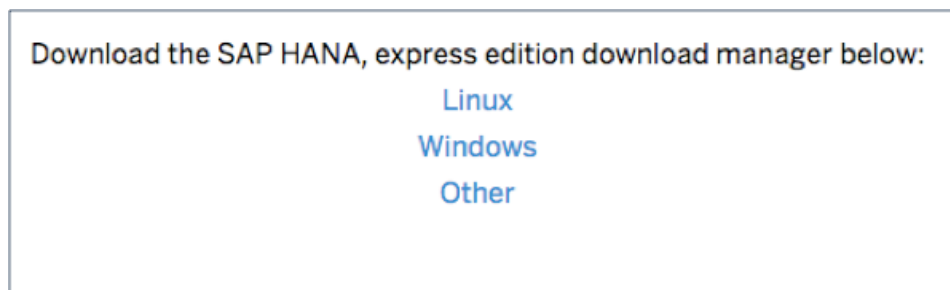 Download the SAP HANA, express edition download manager below:
Linux
Windows
Other